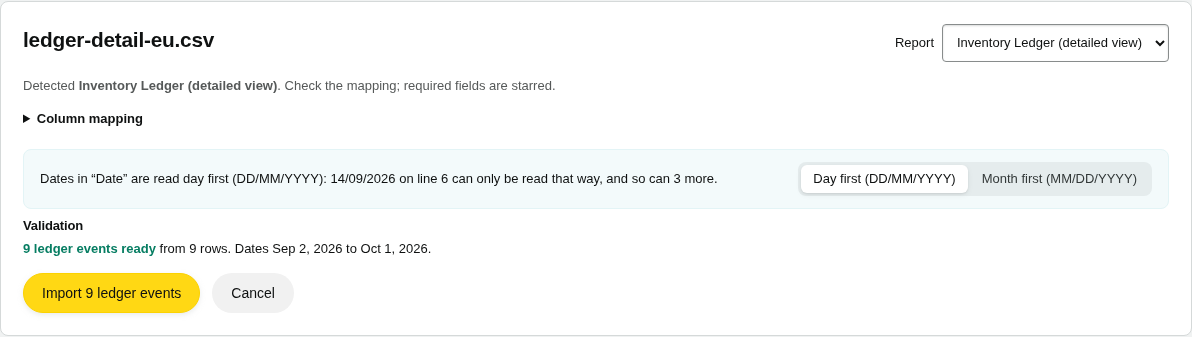 ledger-detail-eu.csv
Report Inventory Ledger (detailed view)
Detected Inventory Ledger (detailed view). Check the mapping; required fields are starred.
Column mapping
Dates in “Date” are read day first (DD/MM/YYYY): 14/09/2026 on line 6 can only be read that way, and so can 3 more.
Day first (DD/MM/YYYY) Month first (MM/DD/YYYY)
Validation
9 ledger events ready from 9 rows. Dates Sep 2, 2026 to Oct 1, 2026.
Import 9 ledger events Cancel